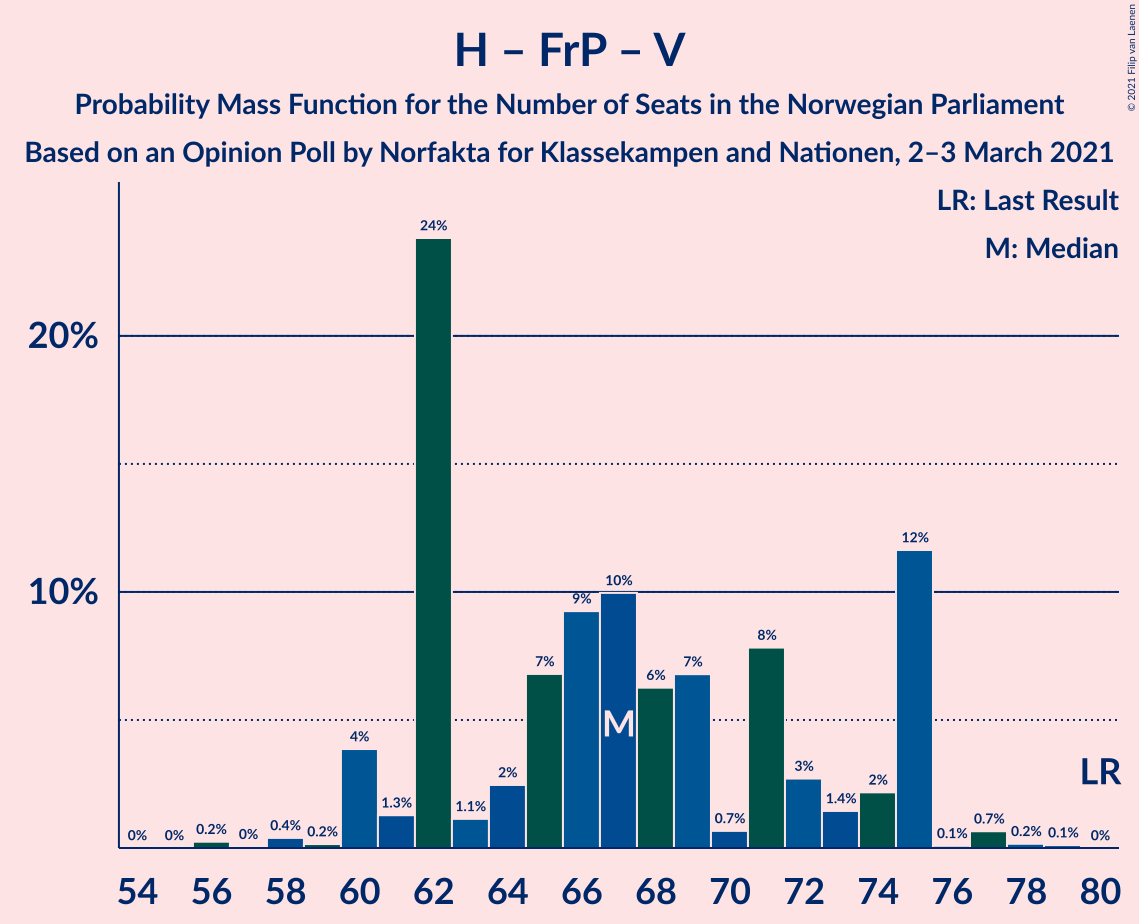 H – FrP – V
Probability Mass Function for the Number of Seats in the Norwegian Parliament
Based on an Opinion Poll by Norfakta for Klassekampen and Nationen, 2–3 March 2021
© 2021 Filip van Laenen
LR: Last Result
M: Median
20%
10%
0% 0% 0.2% 0% 0.4% 0.2% 4% 1.3% 24% 1.1% 2% 7% 9% 10% 6% 7% 0.7% 8% 3% 1.4% 2% 12% 0.1% 0.7% 0.2% 0.1% 0%
M
LR
54 56 58 60 62 64 66 68 70 72 74 76 78 80